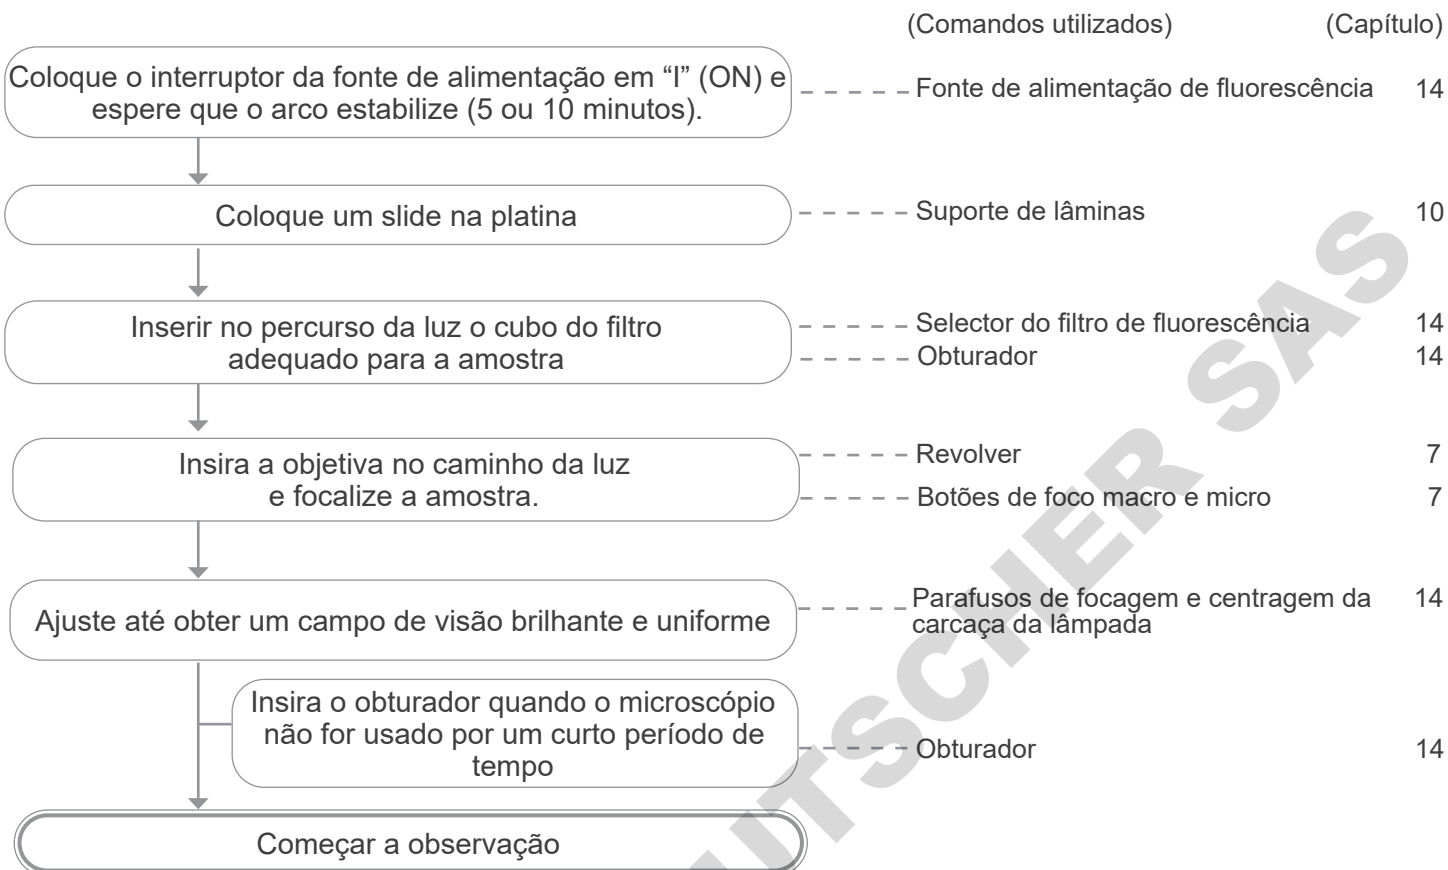 (Comandos utilizados) (Capítulo)
Coloque o interruptor da fonte de alimentação em “I” (ON) e
espere que o arco estabilize (5 ou 10 minutos).
Fonte de alimentação de fluorescência 14
Coloque um slide na platina
Suporte de lâminas 10
Inserir no percurso da luz o cubo do filtro
adequado para a amostra
Selector do filtro de fluorescência 14
Obturador 14
Insira a objetiva no caminho da luz
e focalize a amostra.
Revolver 7
Botões de foco macro e micro 7
Ajuste até obter um campo de visão brilhante e uniforme
Parafusos de focagem e centragem da 14
carcaça da lâmpada
Insira o obturador quando o microscópio
não for usado por um curto período de
tempo
Obturador 14
Começar a observação
UTSCHER SAS